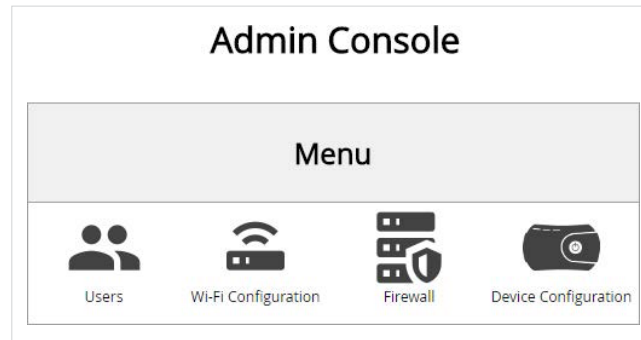 Admin Console
Menu
Users
Wi-Fi Configuration
Firewall
Device Configuration